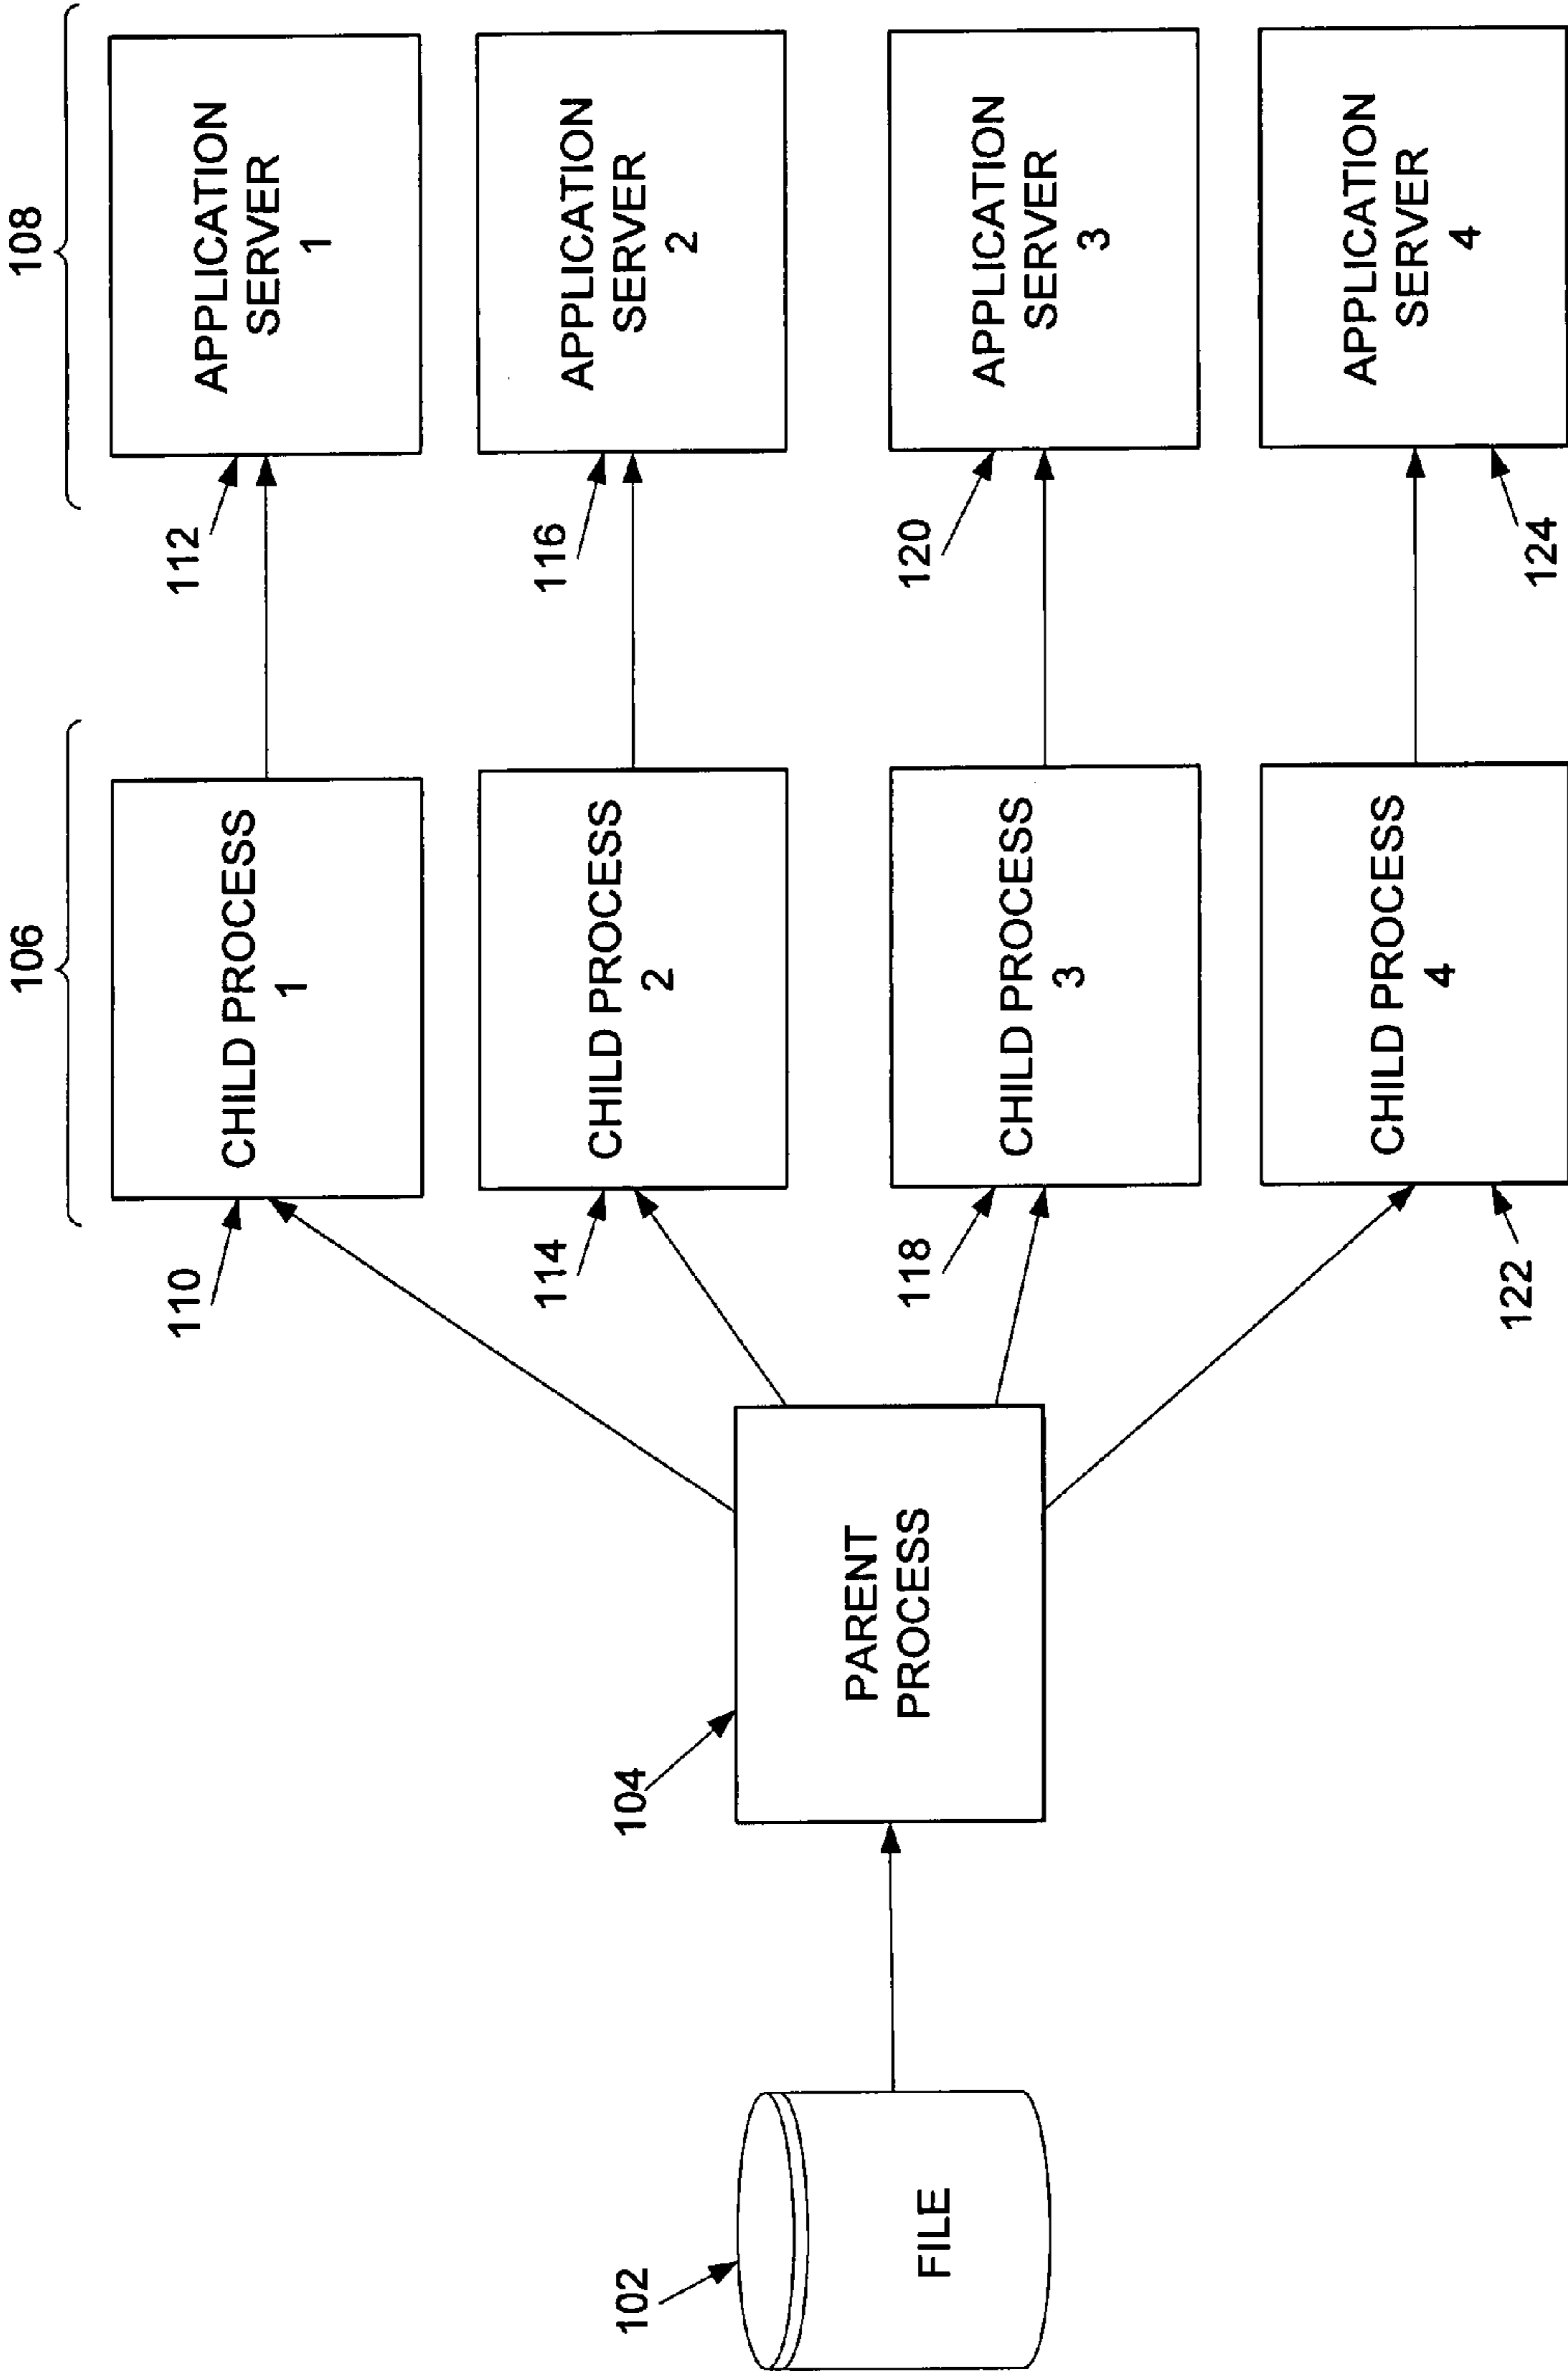 106
108
110
CHILD PROCESS
1
112
APPLICATION
SERVER
1
114
CHILD PROCESS
2
116
APPLICATION
SERVER
2
102
FILE
104
PARENT
PROCESS
118
CHILD PROCESS
3
120
APPLICATION
SERVER
3
CHILD PROCESS
4
122
APPLICATION
SERVER
4
124